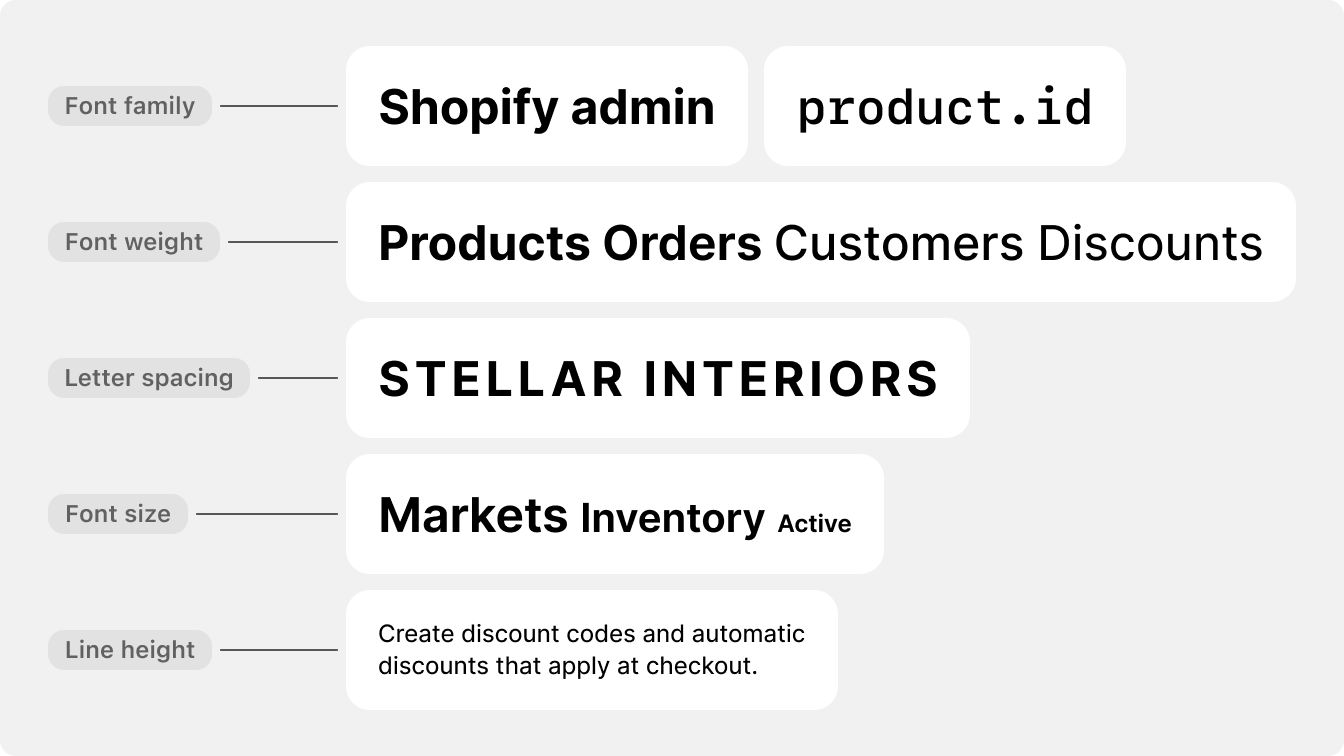 Font family
Shopify admin
product.id
Font weight
Products Orders Customers Discounts
Letter spacing
STELLAR INTERIORS
Font size
Markets Inventory Active
Line height
Create discount codes and automatic
discounts that apply at checkout.